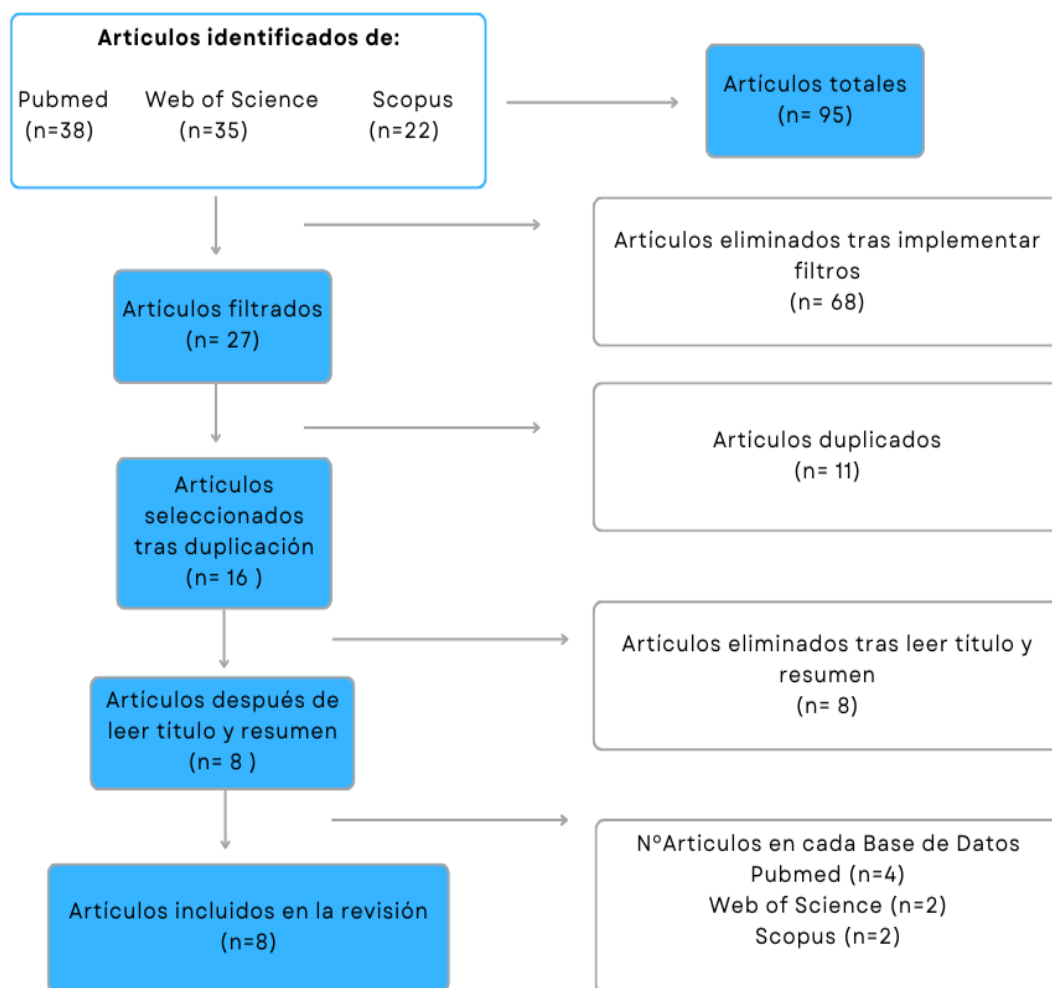 Artículos identificados de:
Pubmed Web of Science Scopus
(n=38) (n=35) (n=22)
Artículos totales
(n= 95)
Artículos eliminados tras implementar
filtros
(n= 68)
Artículos filtrados
(n= 27)
Artículos duplicados
(n= 11)
Artículos
seleccionados
tras duplicación
(n= 16 )
Artículos eliminados tras leer título y
resumen
(n= 8)
Artículos después de
leer título y resumen
(n= 8 )
NºArticulos en cada Base de Datos
Pubmed (n=4)
Web of Science (n=2)
Scopus (n=2)
Artículos incluidos en la revisión
(n=8)